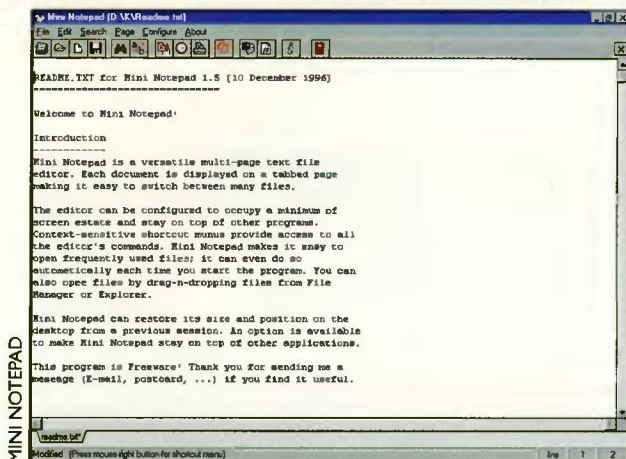 Mini Notepad [D:\K\Readme.txt]
File Edit Search Page Configure About
README.TXT for Mini Notepad 1.5 [10 December 1996]
--------------------------------
Welcome to Mini Notepad!
Introduction
------------
Mini Notepad is a versatile multi-page text file
editor. Each document is displayed on a tabbed page
making it easy to switch between many files.
The editor can be configured to occupy a minimum of
screen estate and stay on top of other programs.
Context-sensitive shortcut munus provide access to all
the editor's commands. Mini Notepad makes it easy to
open frequently used files; it can even do so
autometically each time you start the program. You can
also opee files by drag-n-dropping files from File
Manager or Explorer.
Mini Notepad can restore its size and position on the
desktop from a previous session. An option is available
to make Mini Notepad stay on top of other applications.
This program is Freeware! Thank you for sending me a
message (E-mail, postcard, ...) if you find it useful.
readme.txt*
Modified (Press mouse right button for shortcut menu) Ins 1 2
MINI NOTEPAD